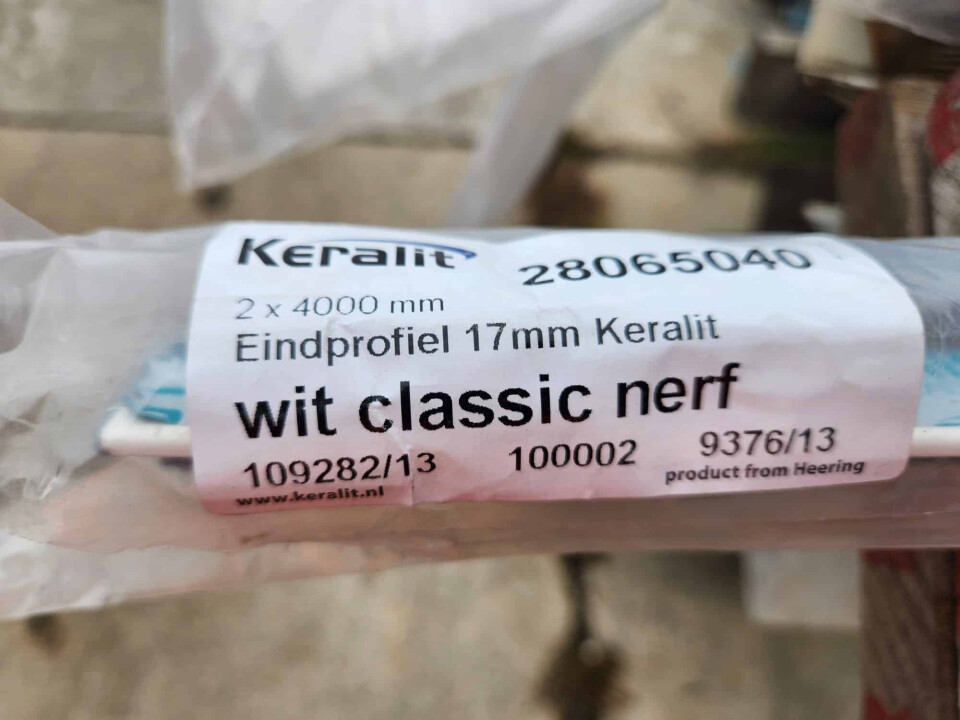 Keralit 28065040
2 x 4000 mm
Eindprofiel 17mm Keralit
wit classic nerf
109282/13 100002 9376/13
www.keralit.nl product from Heering